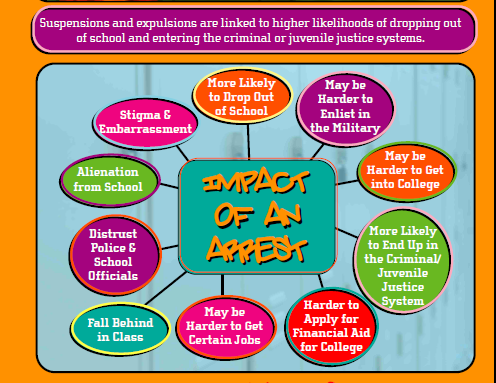 Suspensions and expulsions are linked to higher likelihoods of dropping out
of school and entering the criminal or juvenile justice systems.
More Likely
to Drop Out
of School
May be
Harder to
Enlist in
the Military
Stigma &
Embarrassment
May be
Harder to Get
into College
Alienation
from School
IMPACT
OF AN
ARREST
More Likely
to End Up in
the Criminal/
Juvenile
Justice
System
Distrust
Police &
School
Officials
Fall Behind
in Class
May be
Harder to Get
Certain Jobs
Harder to
Apply for
Financial Aid
for College